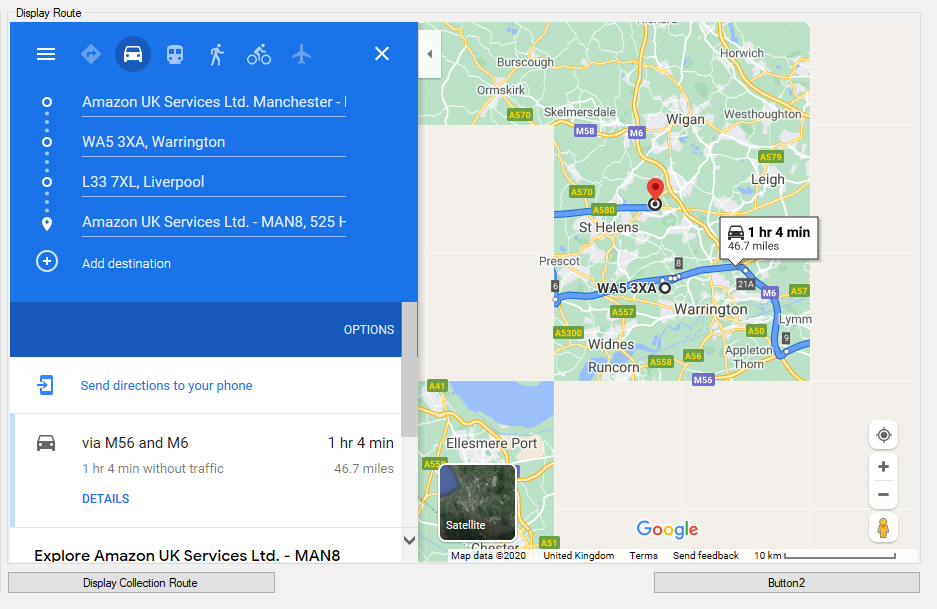 Display Route
Amazon UK Services Ltd. Manchester -
WA5 3XA, Warrington
L33 7XL, Liverpool
Amazon UK Services Ltd. - MAN8, 525 H
Add destination
OPTIONS
Send directions to your phone
via M56 and M6
1 hr 4 min
1 hr 4 min without traffic
46.7 miles
DETAILS
Explore Amazon UK Services Ltd. - MAN8
Burscough
Horwich
Ormskirk
A570
Skelmersdale
Westhoughton
M58
M6
Wigan
A579
Leigh
A570
A580
St Helens
1 hr 4 min
46.7 miles
Prescot
8
6
WA5 3XA
21A
M6
A57
A557
Warrington
Lymm
A5300
A50
9
Widnes
Appleton
Thorn
A56
A558
Runcorn
M56
A41
Ellesmere Port
Satellite
Chester
A51
Google
Map data ©2020
United Kingdom
Terms
Send feedback
10 km
Display Collection Route
Button2